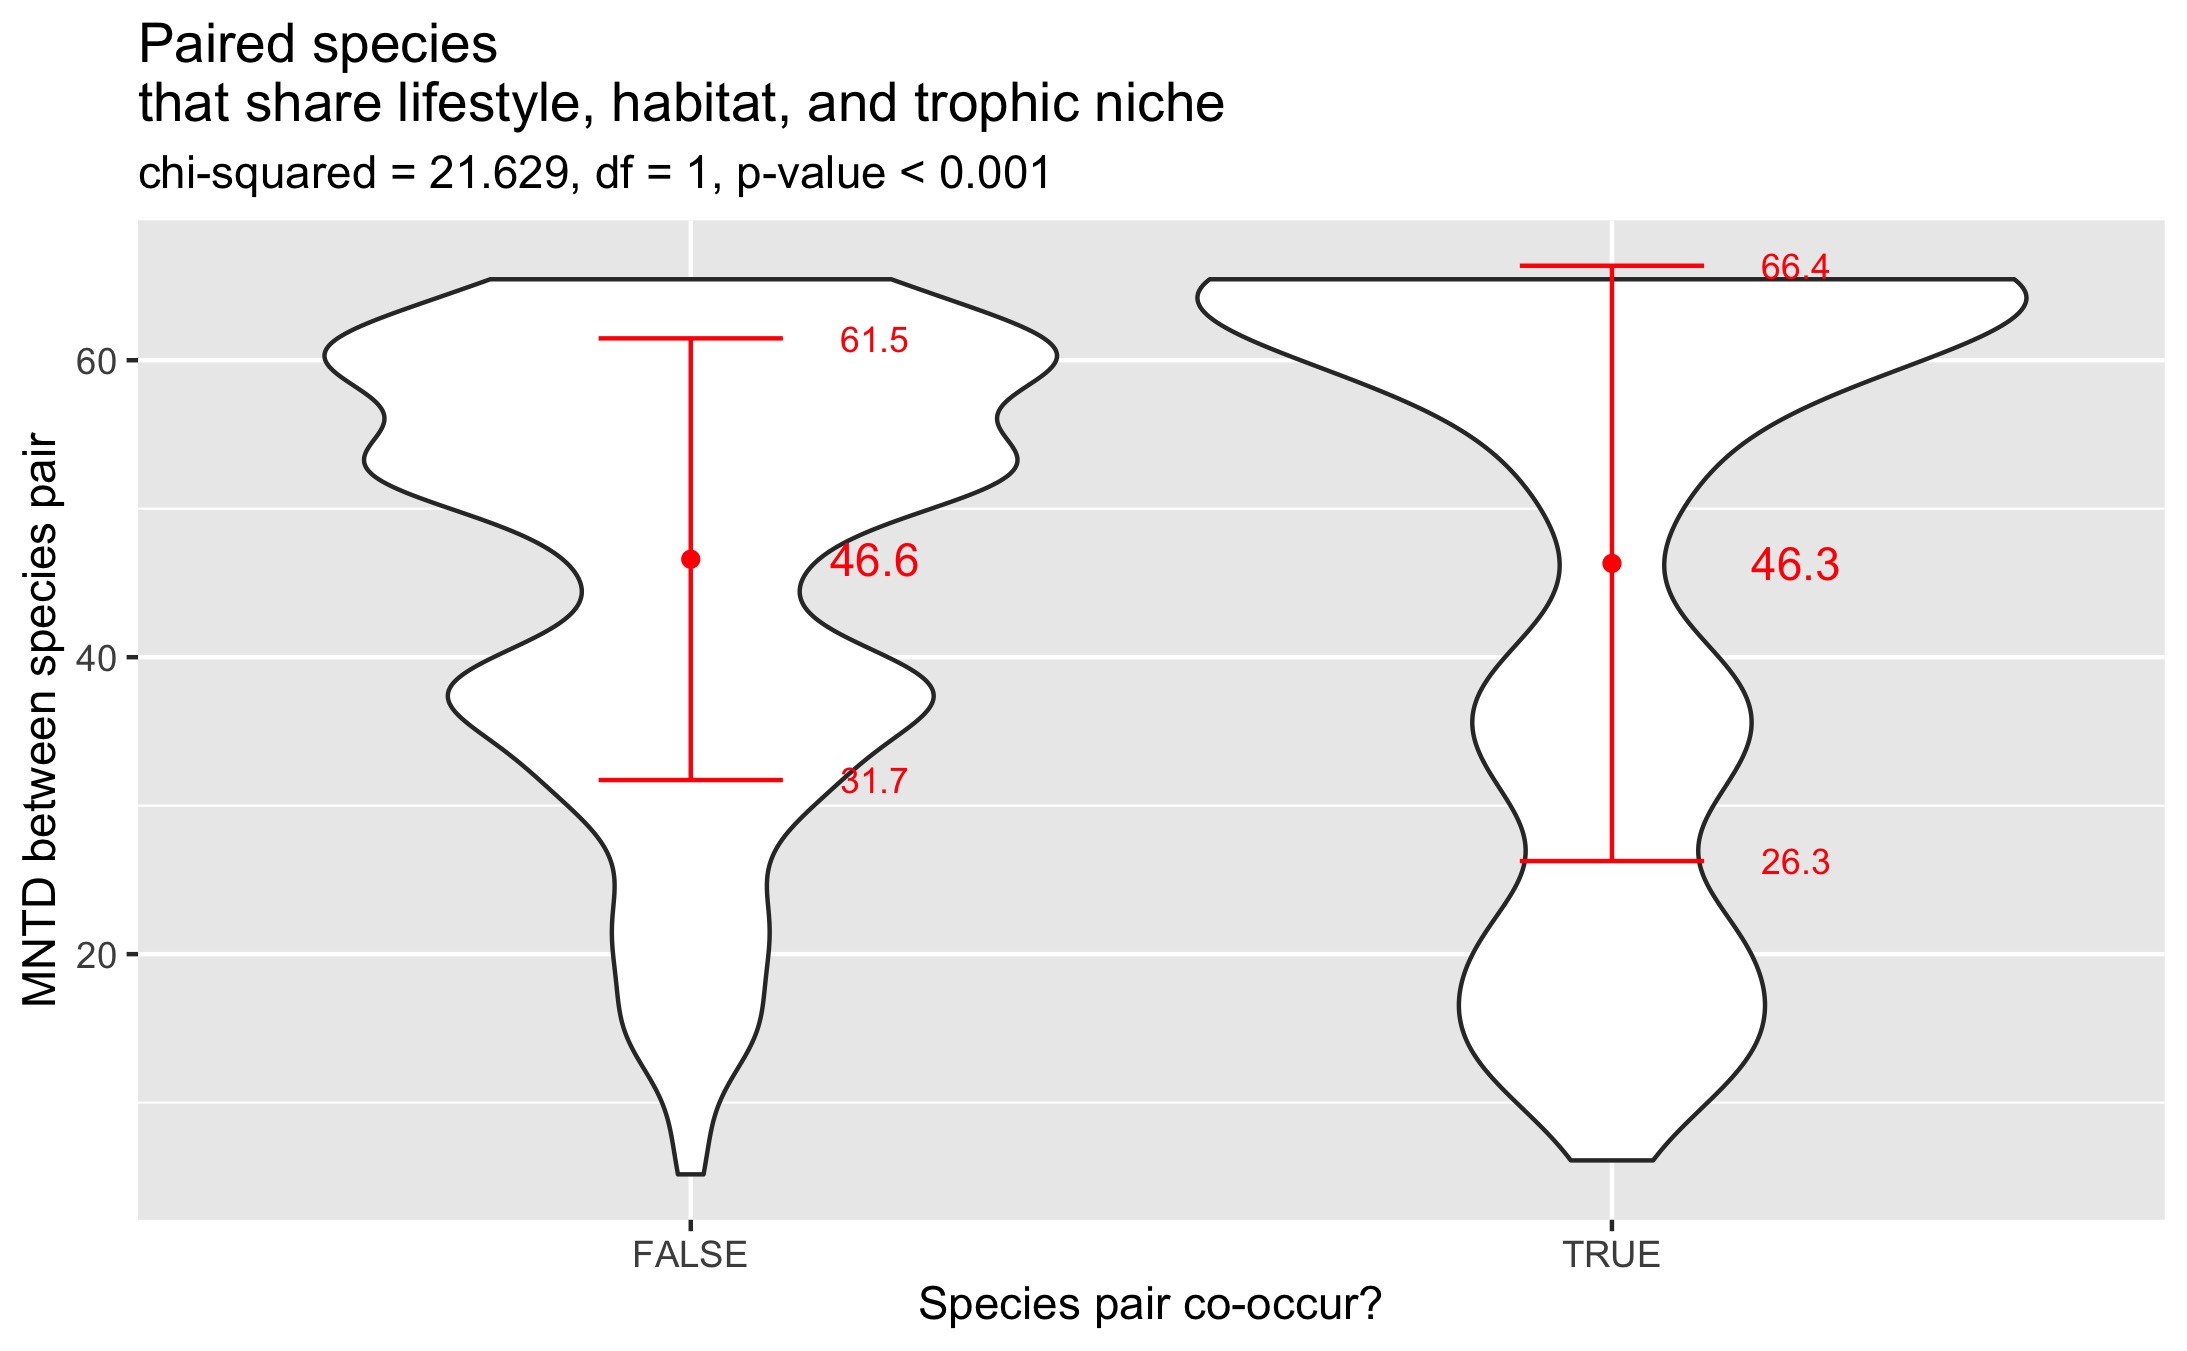 Paired species
that share lifestyle, habitat, and trophic niche
chi-squared = 21.629, df = 1, p-value < 0.001
MNTD between species pair
60
40
20
61.5
46.6
31.7
66.4
46.3
26.3
FALSE
TRUE
Species pair co-occur?